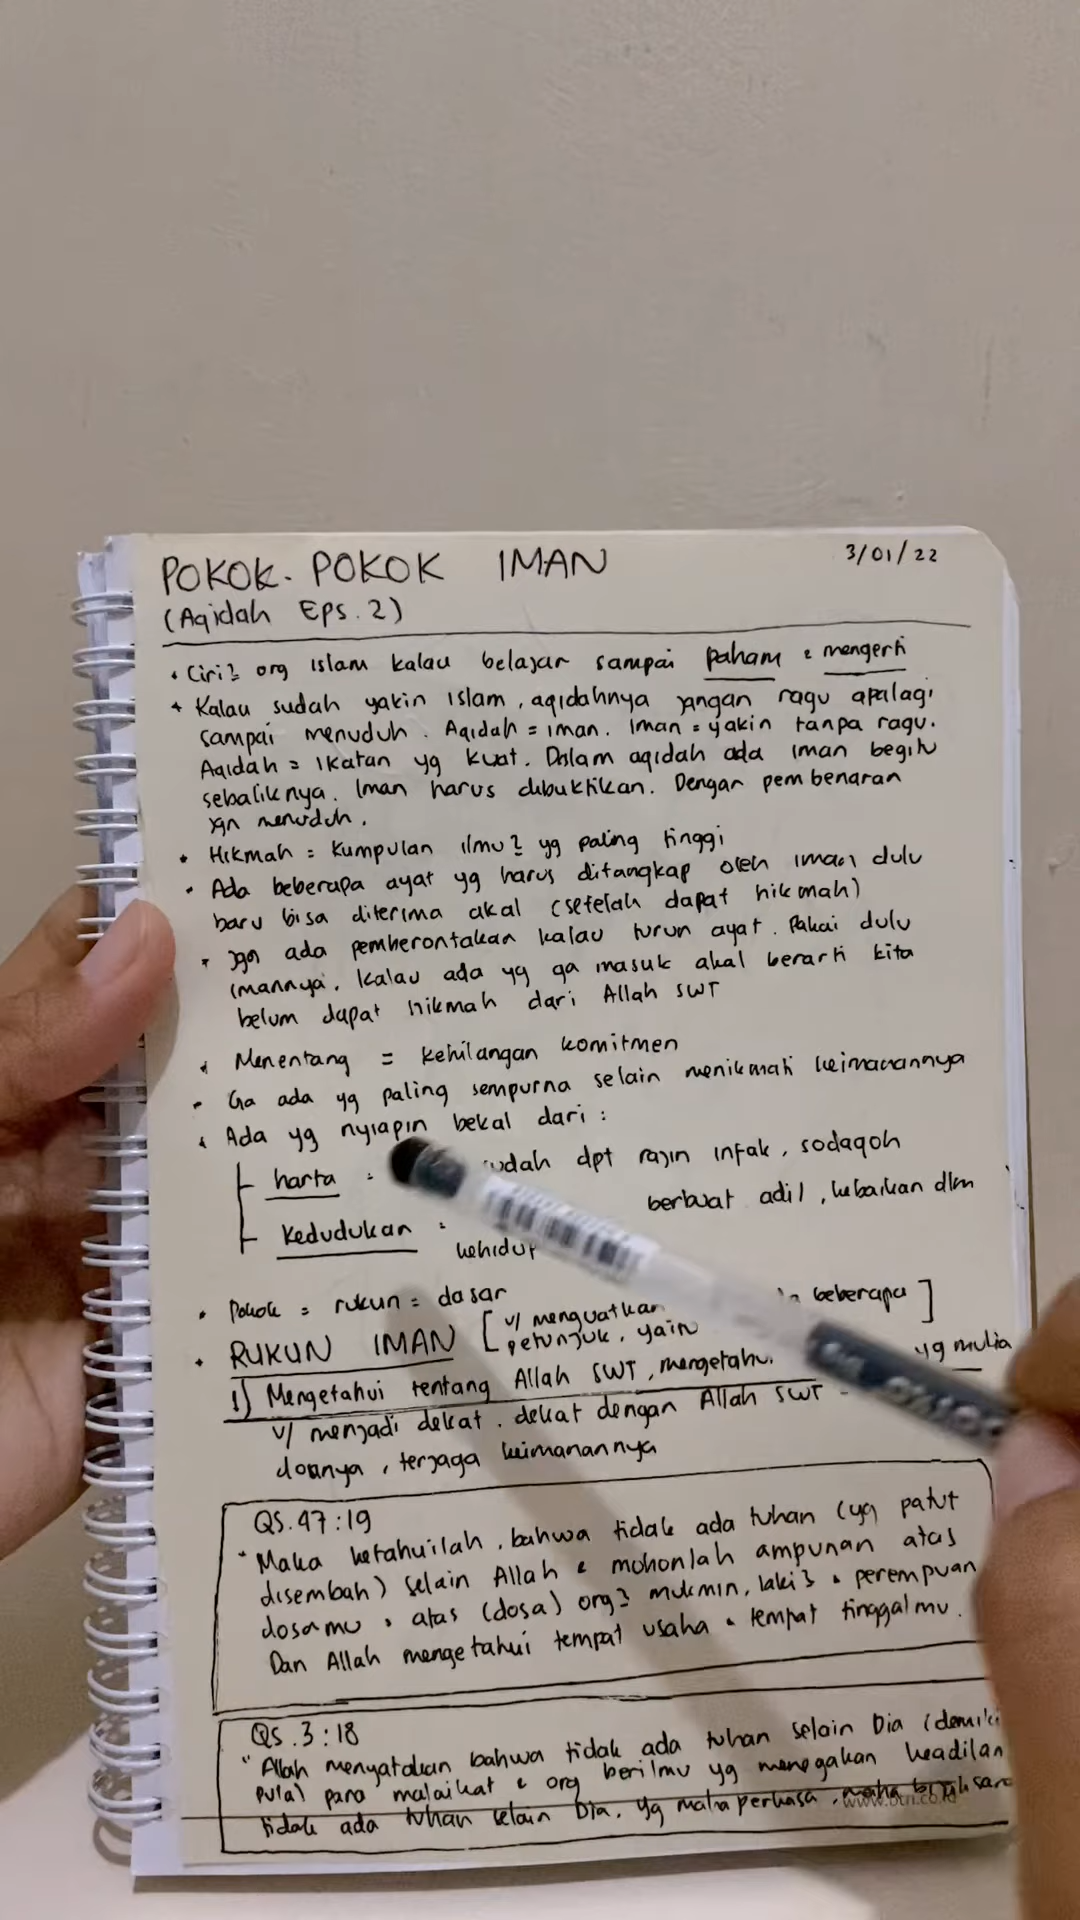 POKOK-POKOK IMAN
3/01/22
(Aqidah Eps. 2)
• Ciri2 org Islam kalau belajar sampai paham & mengerti
• Kalau sudah yakin Islam, aqidahnya jangan ragu apalagi
sampai menuduh. Aqidah = iman. Iman = yakin tanpa ragu.
Aqidah = Ikatan yg kuat. Dalam aqidah ada iman begitu
sebaliknya. Iman harus dibuktikan. Dengan pembenaran
jgn menuduh.
• Hikmah = Kumpulan ilmu2 yg paling tinggi
• Ada beberapa ayat yg harus ditangkap oleh iman dulu
baru bisa diterima akal (setelah dapat hikmah)
• Jgn ada pemberontakan kalau turun ayat. Pakai dulu
imannya. Kalau ada yg ga masuk akal berarti kita
belum dapat hikmah dari Allah SWT
• Menentang = kehilangan komitmen
• Ga ada yg paling sempurna selain menikmati keimanannya
• Ada yg nyiapin bekal dari :
harta : dpt rajin infak, sodaqoh
Kedudukan : berbuat adil, kebaikan dlm
• Pokok = rukun = dasar
• RUKUN IMAN [ u/ menguatkan beberapa ]
petunjuk, yain
1) Mengetahui tentang Allah SWT, yg mulia
u/ menjadi dekat. dekat dengan Allah SWT -
doanya, terjaga keimanannya
QS. 47:19
"Maka ketahuilah, bahwa tidak ada tuhan (yg patut
disembah) selain Allah & mohonlah ampunan atas
dosamu & atas (dosa) org2 mukmin, laki2 & perempuan
Dan Allah mengetahui tempat usaha & tempat tinggalmu.
QS. 3:18
"Allah menyatakan bahwa tidak ada tuhan selain Dia (demiki
pula) para malaikat & org berilmu yg menegakan keadilan
tidak ada tuhan selain Dia, yg maha perkasa, maha